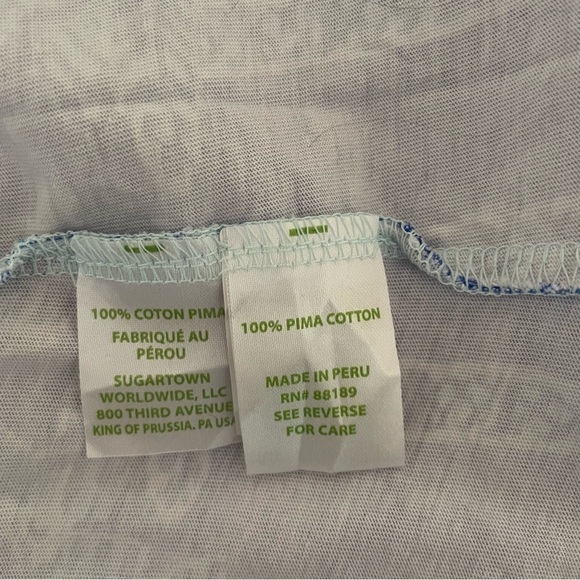 100% COTON PIMA
FABRIQUÉ AU
PÉROU
SUGARTOWN
WORLDWIDE, LLC
800 THIRD AVENUE
KING OF PRUSSIA. PA USA
100% PIMA COTTON
MADE IN PERU
RN# 88189
SEE REVERSE
FOR CARE